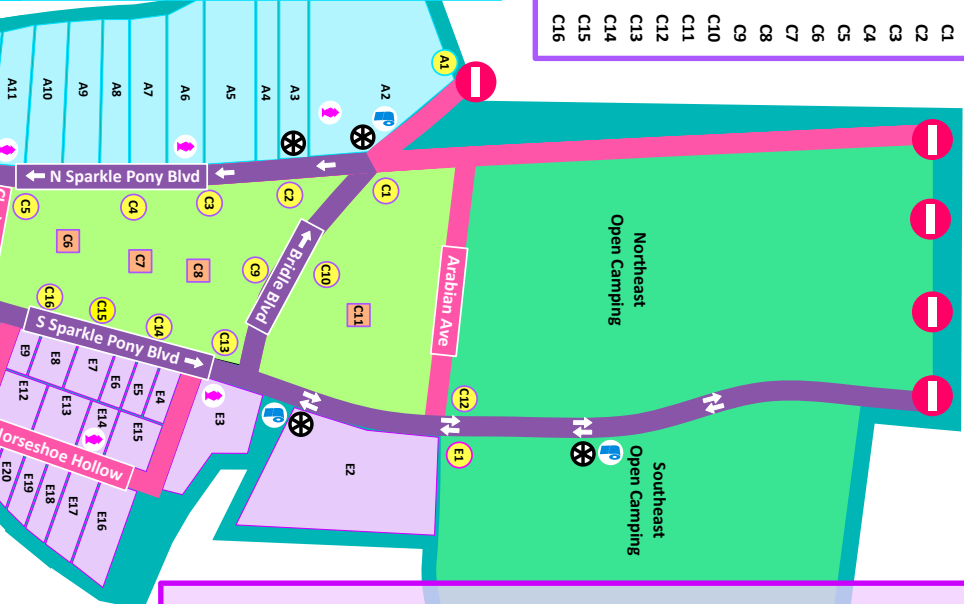 C1
C2
C3
C4
C5
C6
C7
C8
C9
C10
C11
C12
C13
C14
C15
C16
A1
A2
A3
A4
A5
A6
A7
A8
A9
A10
A11
N Sparkle Pony Blvd
C1
C2
C3
C4
C5
C6
C7
C8
C9
C10
C11
Bridle Blvd
Arabian Ave
Northeast
Open Camping
C12
C13
C14
C15
C16
S Sparkle Pony Blvd
E1
Southeast
Open Camping
E2
E3
E4
E5
E6
E7
E8
E9
E12
E13
E14
E15
Horseshoe Hollow
E16
E17
E18
E19
E20